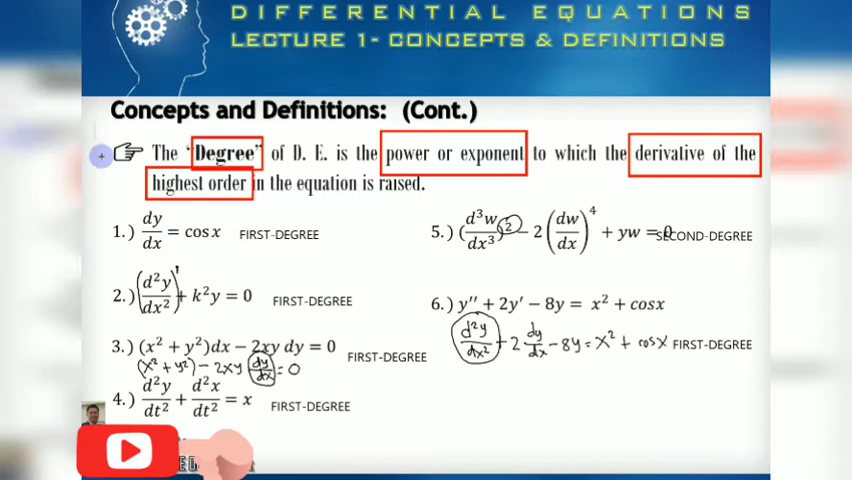 DIFFERENTIAL EQUATIONS
LECTURE 1- CONCEPTS & DEFINITIONS
Concepts and Definitions: (Cont.)
The "Degree" of D. E. is the power or exponent to which the derivative of the
highest order in the equation is raised.
1.) dy/dx = cosx FIRST-DEGREE
2.) (d²y/dx²)¹ + k²y = 0 FIRST-DEGREE
3.) (x² + y²)dx − 2xy dy = 0 FIRST-DEGREE
(x² + y²) − 2xy dy/dx = 0
4.) d²y/dt² + d²x/dt² = x FIRST-DEGREE
5.) (d³w/dx³)² − 2(dw/dx)⁴ + yw = 0 SECOND-DEGREE
6.) y'' + 2y' − 8y = x² + cosx
d²y/dx² + 2 dy/dx − 8y = x² + cosx FIRST-DEGREE